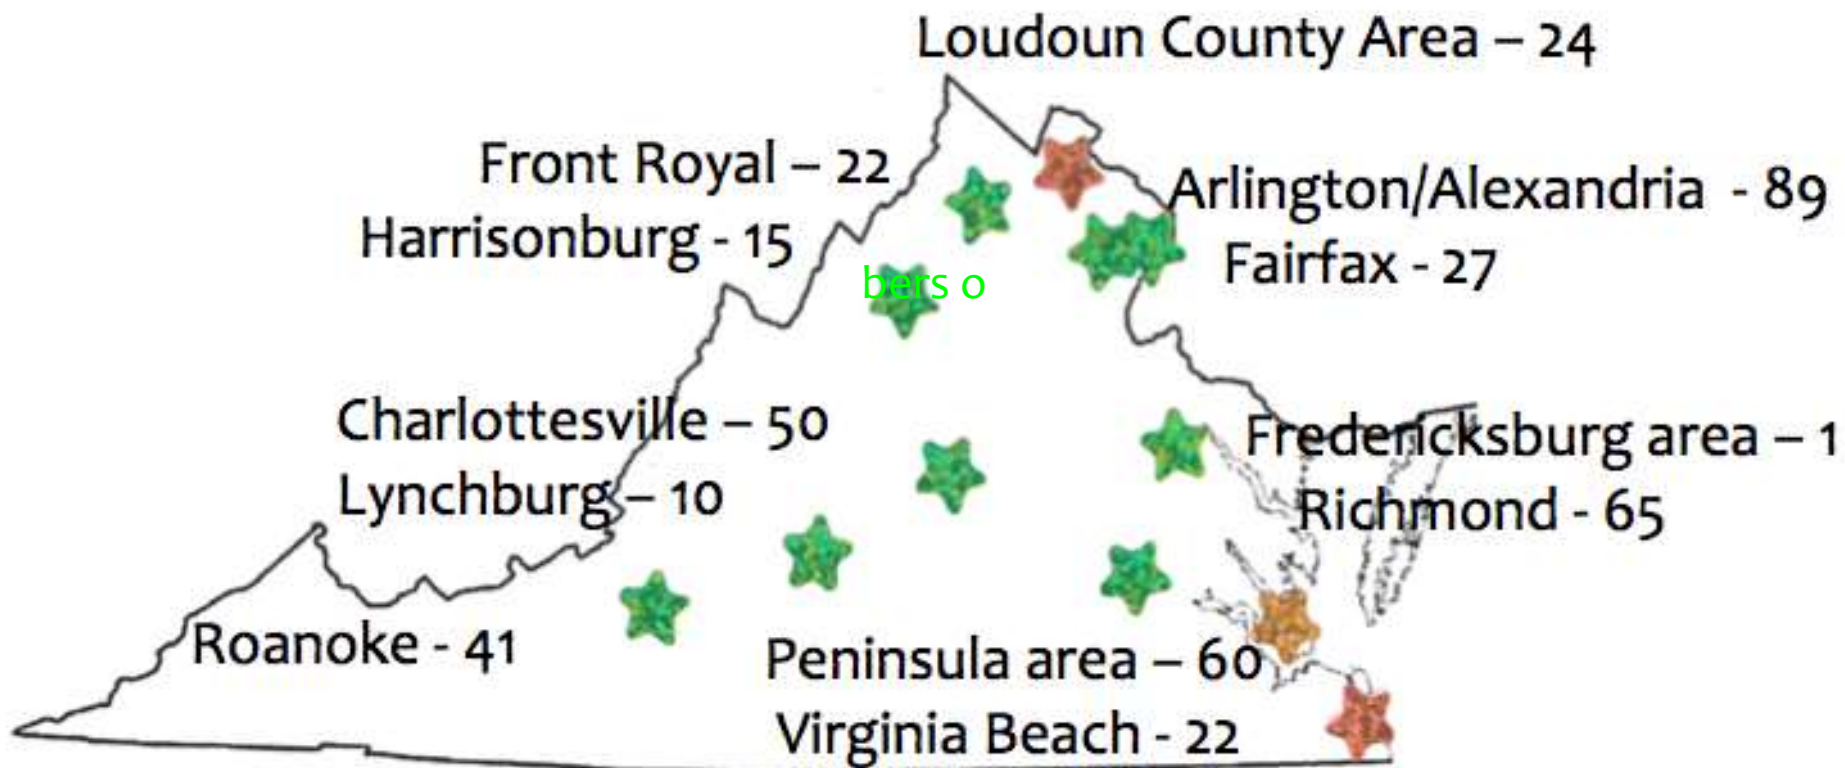 Loudoun County Area – 24
Front Royal – 22
Arlington/Alexandria - 89
Harrisonburg - 15
Fairfax - 27
bers o
Charlottesville – 50
Fredericksburg area – 1
Lynchburg – 10
Richmond - 65
Roanoke - 41
Peninsula area – 60
Virginia Beach - 22